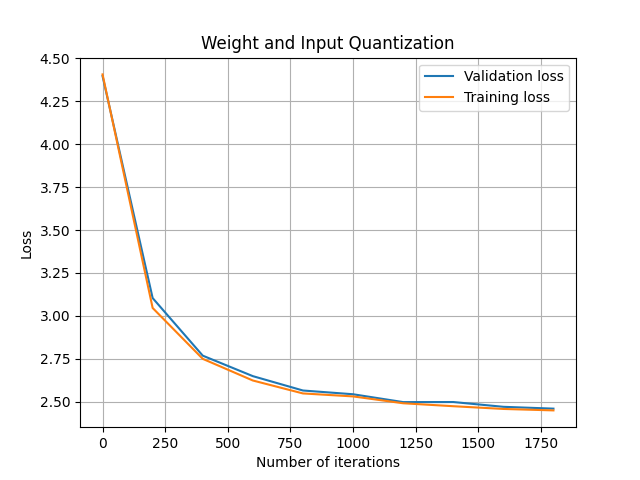 Weight and Input Quantization
Validation loss
Training loss
4.50
4.25
4.00
3.75
3.50
3.25
3.00
2.75
2.50
Loss
0 250 500 750 1000 1250 1500 1750
Number of iterations